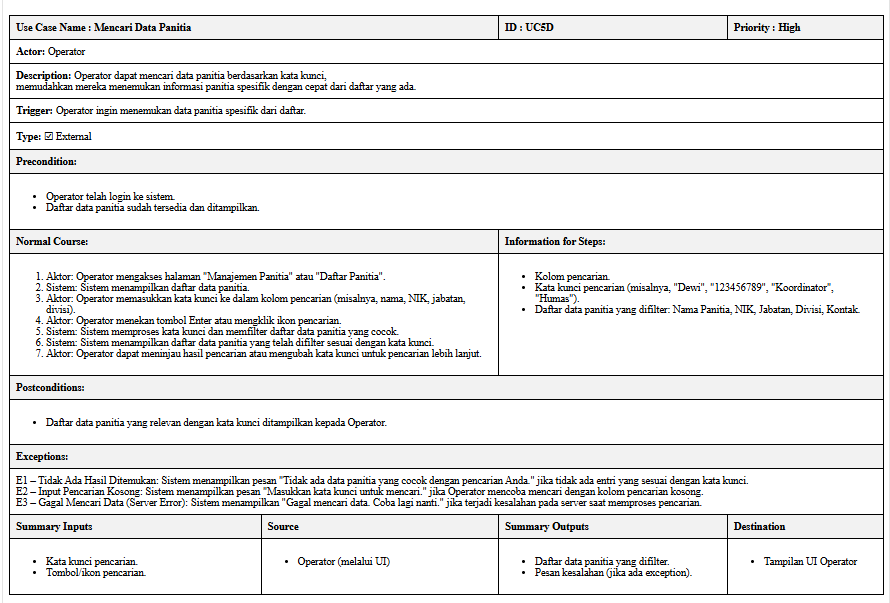 Use Case Name : Mencari Data Panitia
ID : UC5D
Priority : High
Actor: Operator
Description: Operator dapat mencari data panitia berdasarkan kata kunci,
memudahkan mereka menemukan informasi panitia spesifik dengan cepat dari daftar yang ada.
Trigger: Operator ingin menemukan data panitia spesifik dari daftar.
Type: ☑ External
Precondition:
• Operator telah login ke sistem.
• Daftar data panitia sudah tersedia dan ditampilkan.
Normal Course:
1. Aktor: Operator mengakses halaman "Manajemen Panitia" atau "Daftar Panitia".
2. Sistem: Sistem menampilkan daftar data panitia.
3. Aktor: Operator memasukkan kata kunci ke dalam kolom pencarian (misalnya, nama, NIK, jabatan,
divisi).
4. Aktor: Operator menekan tombol Enter atau mengklik ikon pencarian.
5. Sistem: Sistem memproses kata kunci dan memfilter daftar data panitia yang cocok.
6. Sistem: Sistem menampilkan daftar data panitia yang telah difilter sesuai dengan kata kunci.
7. Aktor: Operator dapat meninjau hasil pencarian atau mengubah kata kunci untuk pencarian lebih lanjut.
Information for Steps:
• Kolom pencarian.
• Kata kunci pencarian (misalnya, "Dewi", "123456789", "Koordinator",
"Humas").
• Daftar data panitia yang difilter: Nama Panitia, NIK, Jabatan, Divisi, Kontak.
Postconditions:
• Daftar data panitia yang relevan dengan kata kunci ditampilkan kepada Operator.
Exceptions:
E1 – Tidak Ada Hasil Ditemukan: Sistem menampilkan pesan "Tidak ada data panitia yang cocok dengan pencarian Anda." jika tidak ada entri yang sesuai dengan kata kunci.
E2 – Input Pencarian Kosong: Sistem menampilkan pesan "Masukkan kata kunci untuk mencari." jika Operator mencoba mencari dengan kolom pencarian kosong.
E3 – Gagal Mencari Data (Server Error): Sistem menampilkan "Gagal mencari data. Coba lagi nanti." jika terjadi kesalahan pada server saat memproses pencarian.
Summary Inputs
Source
Summary Outputs
Destination
• Kata kunci pencarian.
• Tombol/ikon pencarian.
• Operator (melalui UI)
• Daftar data panitia yang difilter.
• Pesan kesalahan (jika ada exception).
• Tampilan UI Operator